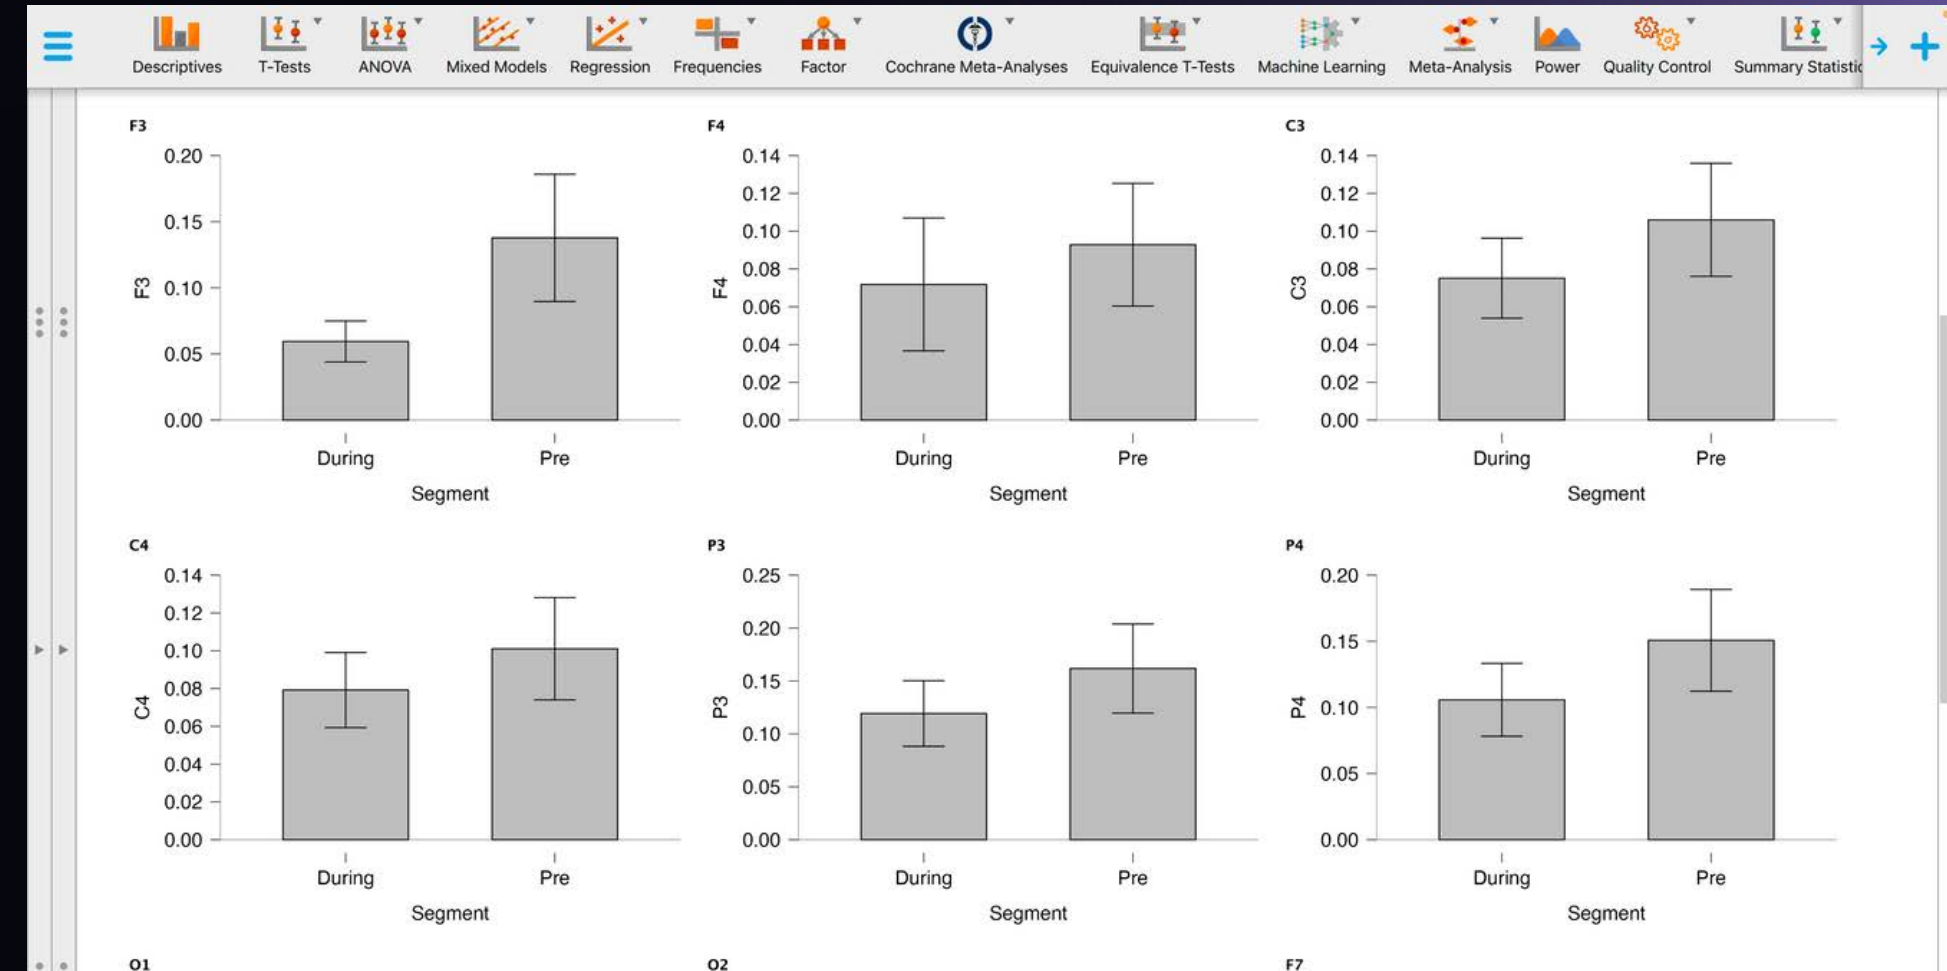 Descriptives T-Tests ANOVA Mixed Models Regression Frequencies Factor Cochrane Meta-Analyses Equivalence T-Tests Machine Learning Meta-Analysis Power Quality Control Summary Statistic
F3
0.20
0.15
0.10
0.05
0.00
F3
During Pre
Segment
F4
0.14
0.12
0.10
0.08
0.06
0.04
0.02
0.00
F4
During Pre
Segment
C3
0.14
0.12
0.10
0.08
0.06
0.04
0.02
0.00
C3
During Pre
Segment
C4
0.14
0.12
0.10
0.08
0.06
0.04
0.02
0.00
C4
During Pre
Segment
P3
0.25
0.20
0.15
0.10
0.05
0.00
P3
During Pre
Segment
P4
0.20
0.15
0.10
0.05
0.00
P4
During Pre
Segment
O1 O2 F7